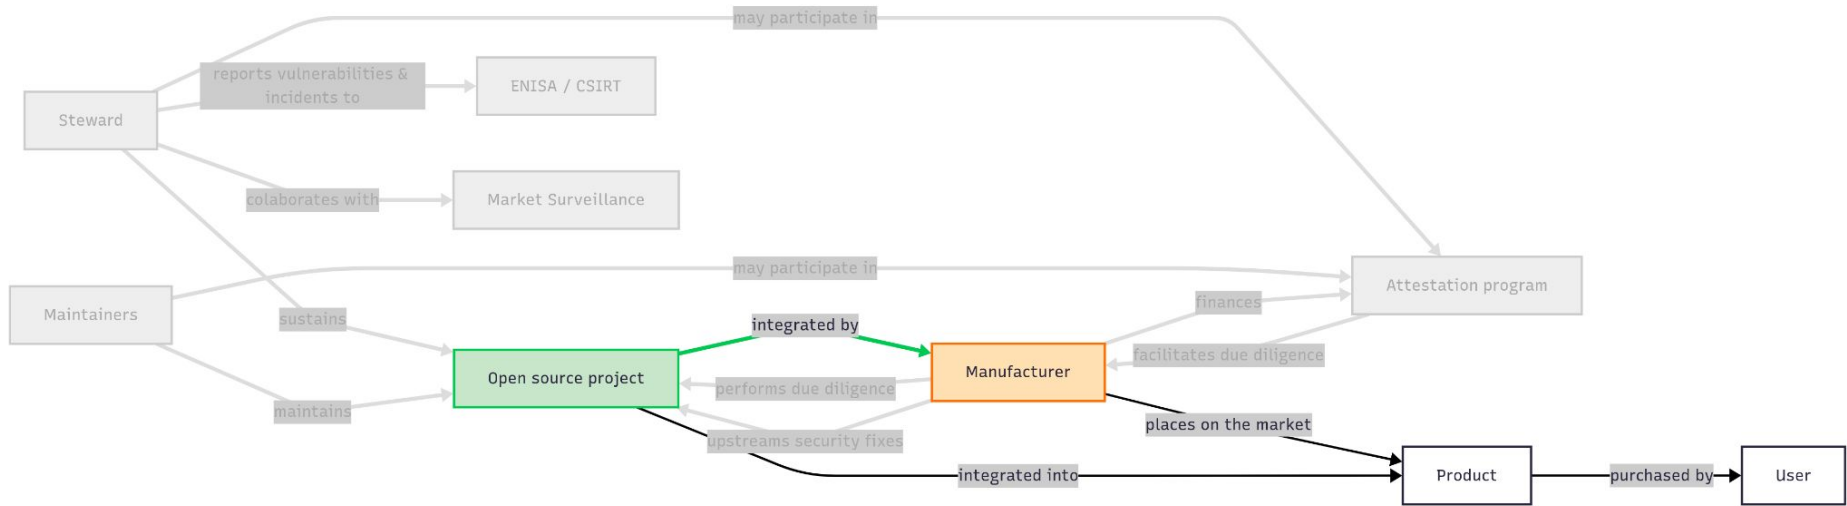 may participate in
reports vulnerabilities &
incidents to
ENISA / CSIRT
Steward
colaborates with
Market Surveillance
may participate in
Attestation program
Maintainers
finances
sustains
integrated by
facilitates due diligence
Open source project
Manufacturer
performs due diligence
maintains
places on the market
upstreams security fixes
integrated into
Product
purchased by
User